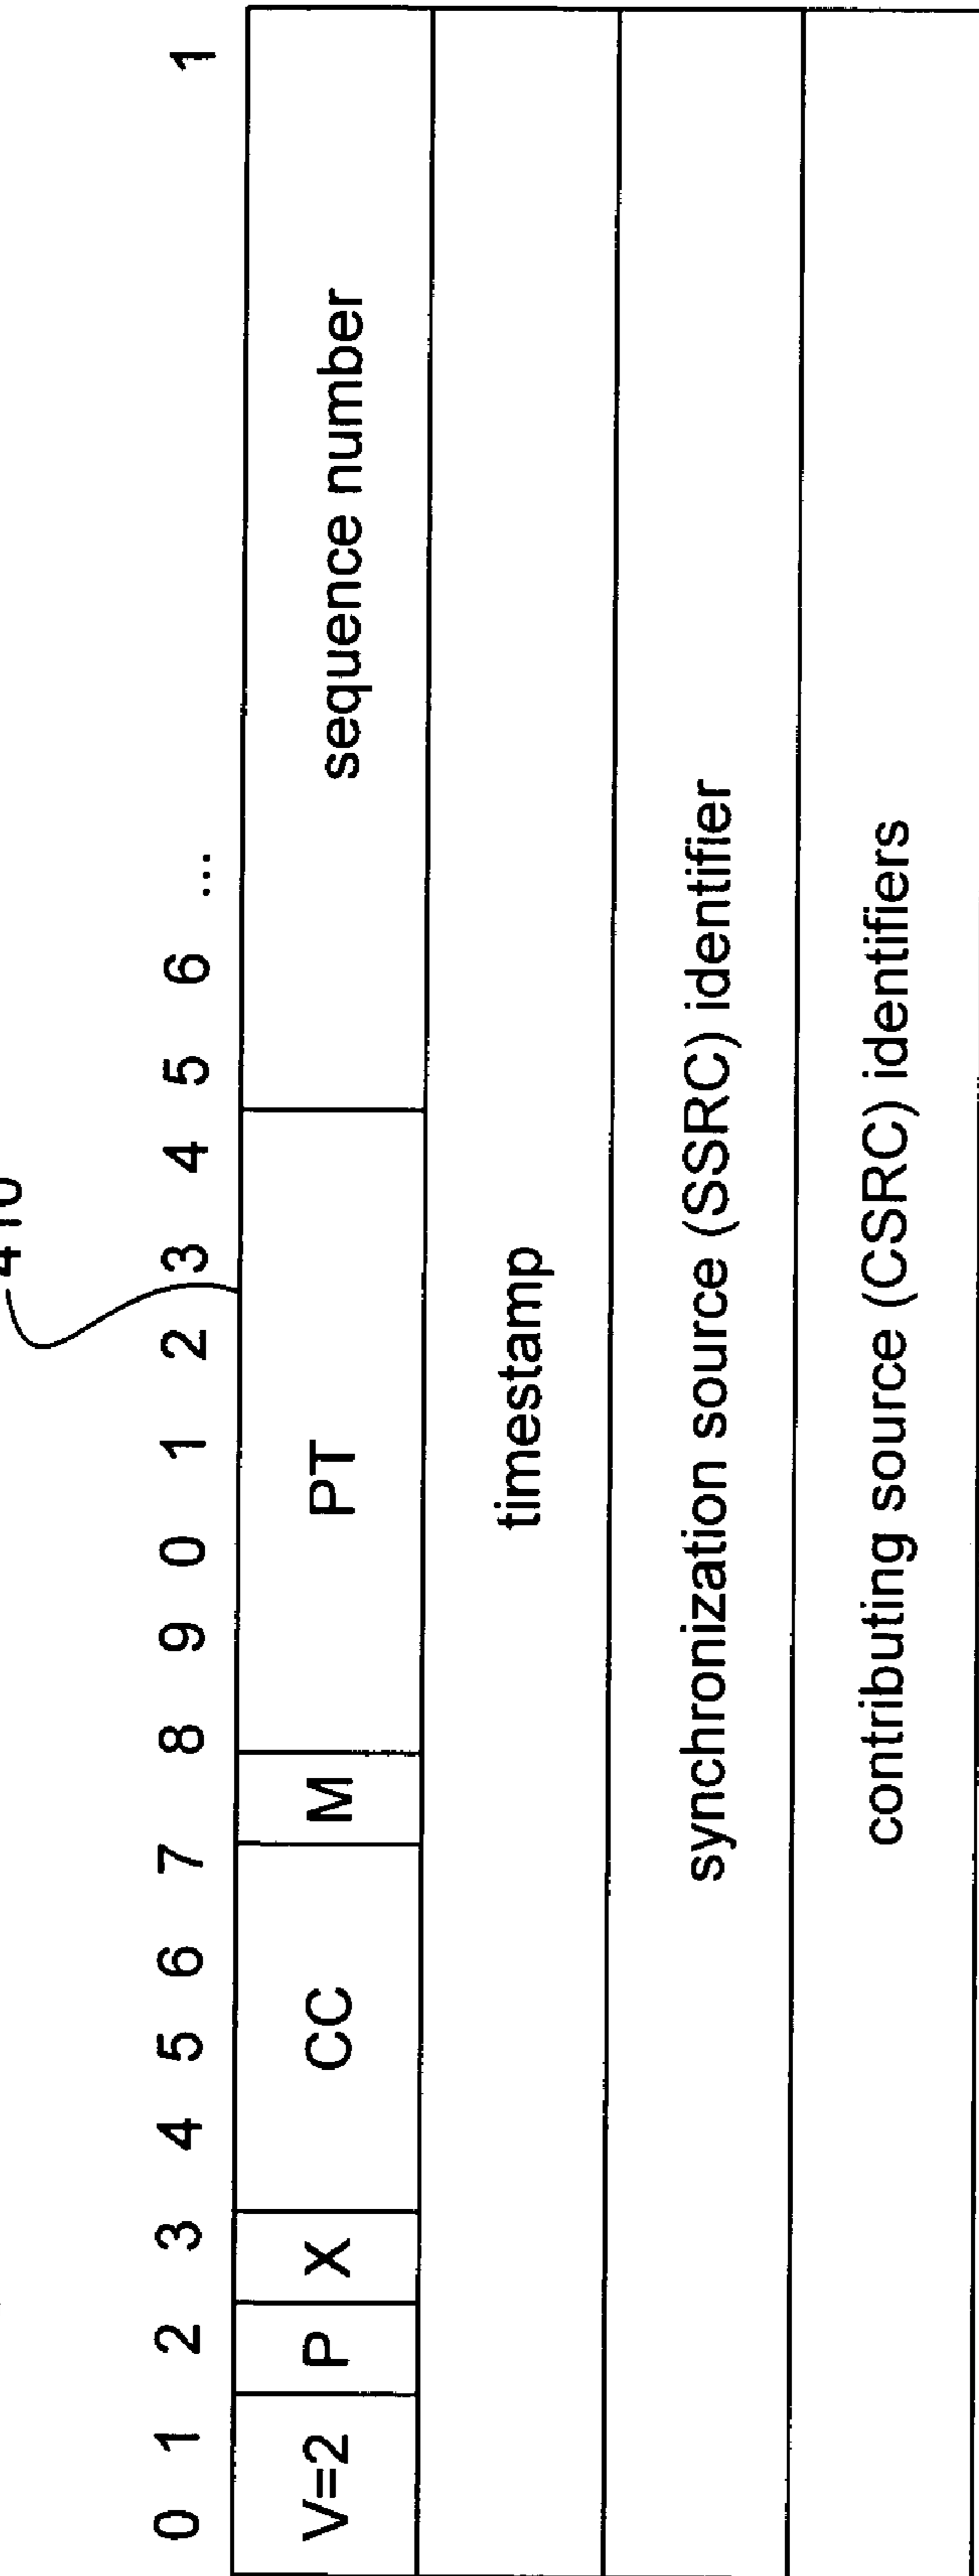 0 1 2 3 4 5 6 7 8 9 0 1 2 3 4 5 6 ... 1
V=2 P X CC M PT sequence number
timestamp
synchronization source (SSRC) identifier
contributing source (CSRC) identifiers